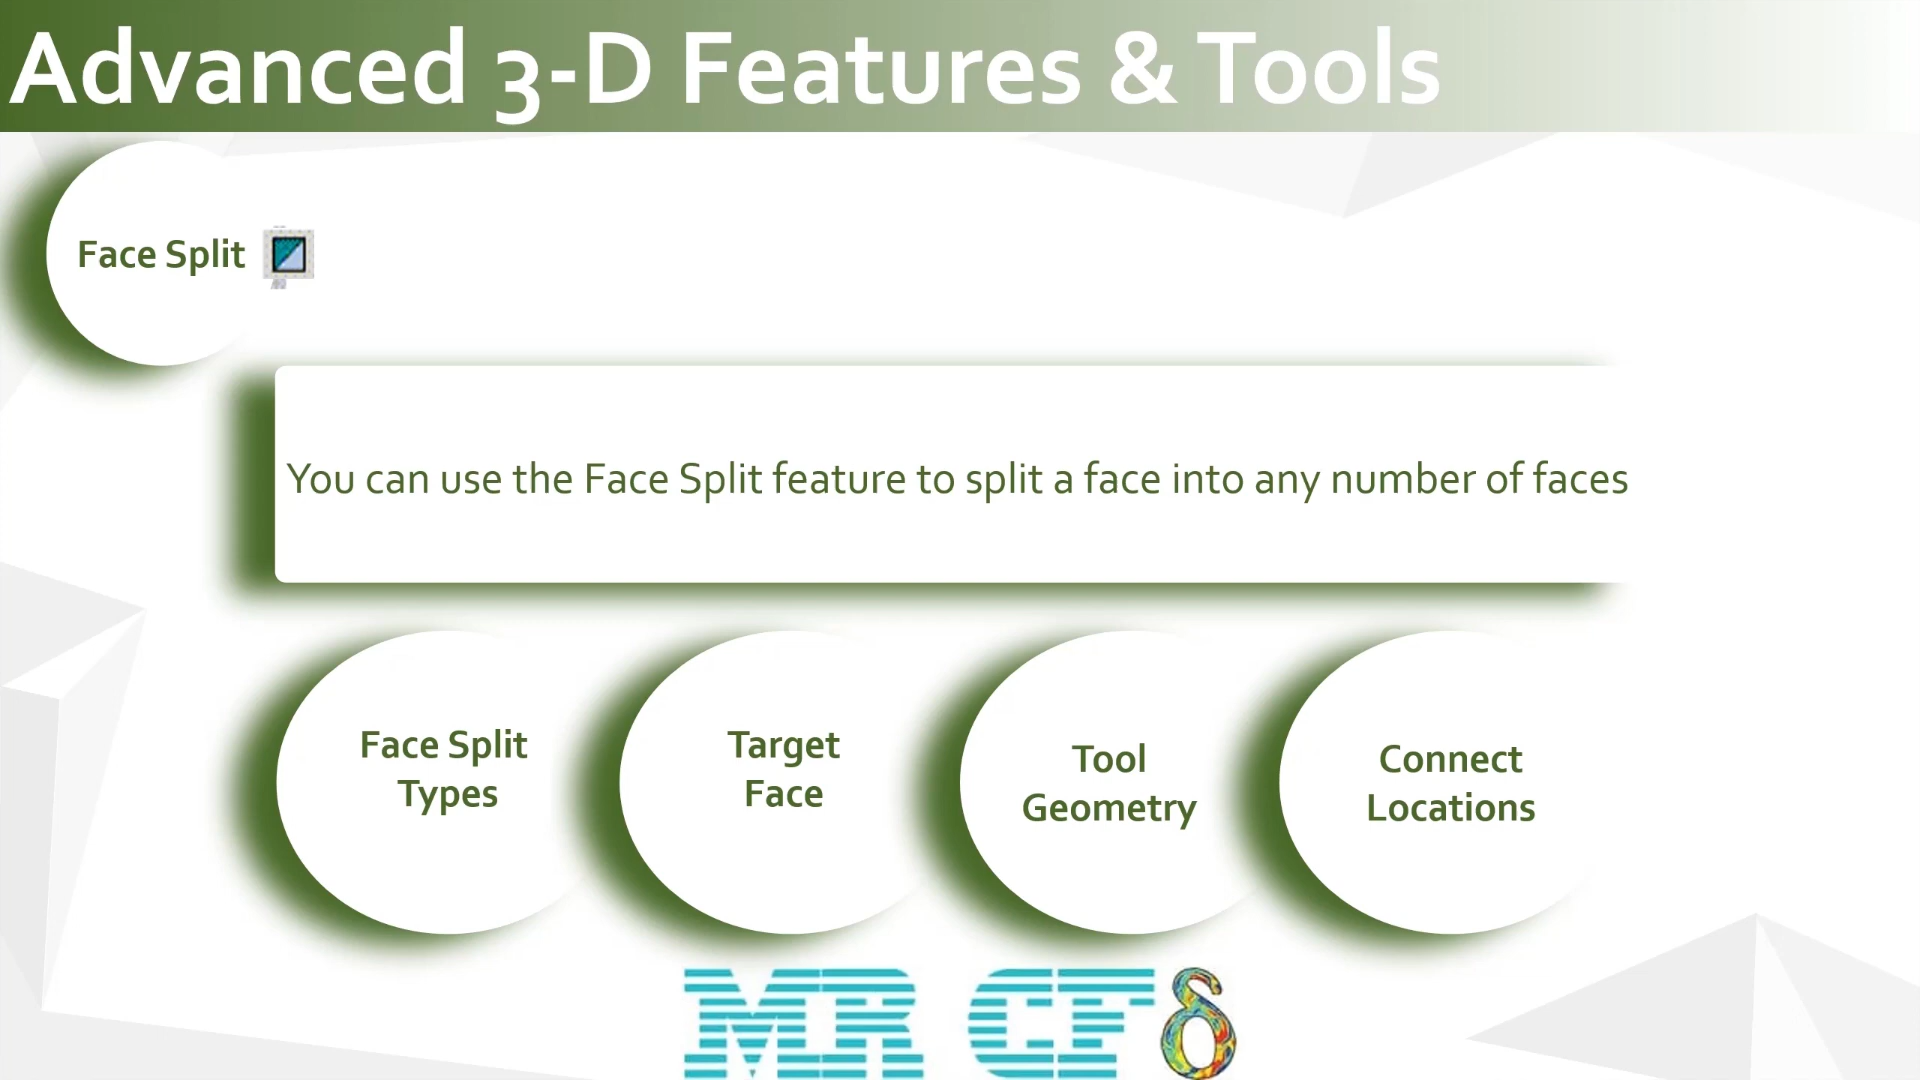 Advanced 3-D Features & Tools
Face Split
You can use the Face Split feature to split a face into any number of faces
Face Split
Types
Target
Face
Tool
Geometry
Connect
Locations
MR CFδ